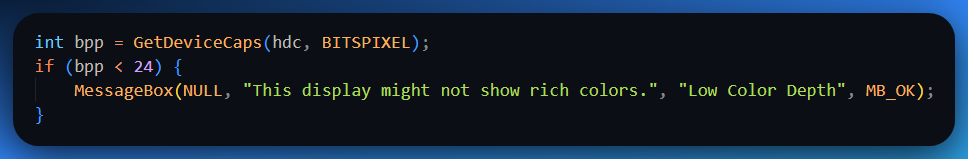 int bpp = GetDeviceCaps(hdc, BITSPIXEL);
if (bpp < 24) {
    MessageBox(NULL, "This display might not show rich colors.", "Low Color Depth", MB_OK);
}